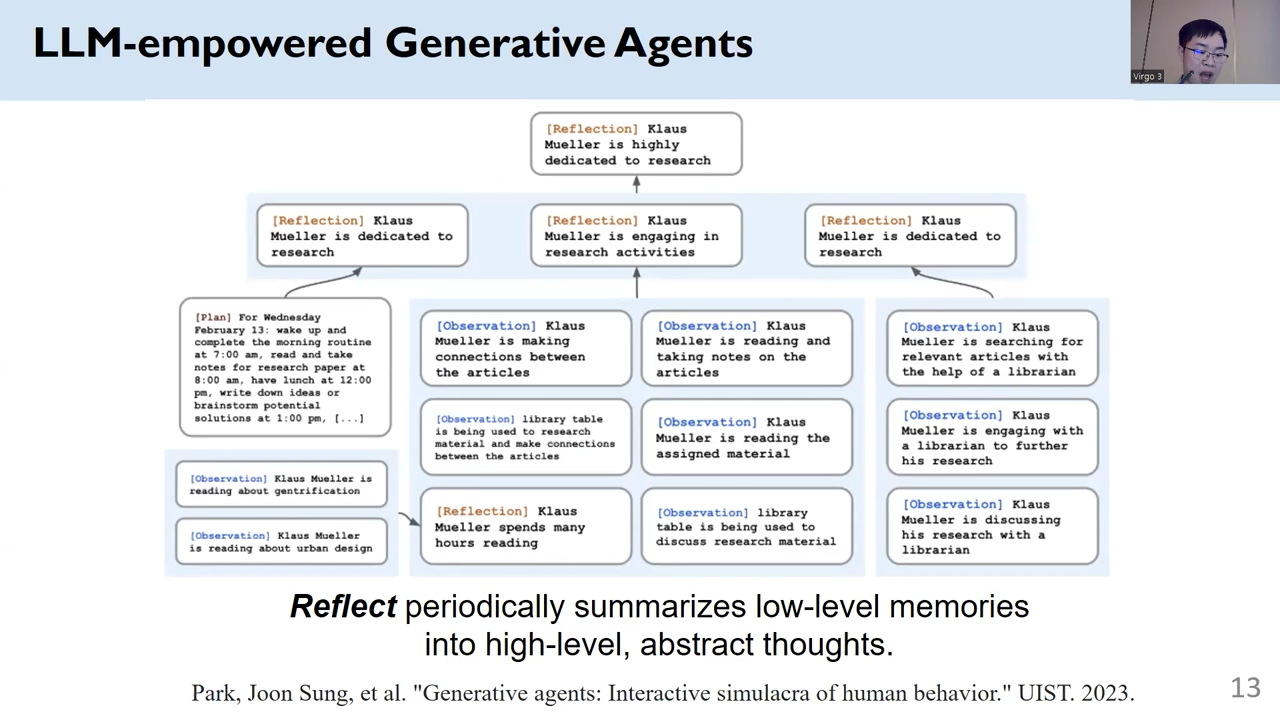 LLM-empowered Generative Agents
Virgo 3
[Reflection] Klaus
Mueller is highly
dedicated to research
[Reflection] Klaus
Mueller is dedicated to
research
[Reflection] Klaus
Mueller is engaging in
research activities
[Reflection] Klaus
Mueller is dedicated to
research
[Plan] For Wednesday
February 13: wake up and
complete the morning routine
at 7:00 am, read and take
notes for research paper at
8:00 am, have lunch at 12:00
pm, write down ideas or
brainstorm potential
solutions at 1:00 pm, [...]
[Observation] Klaus Mueller is
reading about gentrification
[Observation] Klaus Mueller
is reading about urban design
[Observation] Klaus
Mueller is making
connections between
the articles
[Observation] Klaus
Mueller is reading and
taking notes on the
articles
[Observation] library table
is being used to research
material and make connections
between the articles
[Observation] Klaus
Mueller is reading the
assigned material
[Reflection] Klaus
Mueller spends many
hours reading
[Observation] library
table is being used to
discuss research material
[Observation] Klaus
Mueller is searching for
relevant articles with
the help of a librarian
[Observation] Klaus
Mueller is engaging with
a librarian to further
his research
[Observation] Klaus
Mueller is discussing
his research with a
librarian
Reflect periodically summarizes low-level memories
into high-level, abstract thoughts.
Park, Joon Sung, et al. "Generative agents: Interactive simulacra of human behavior." UIST. 2023.
13